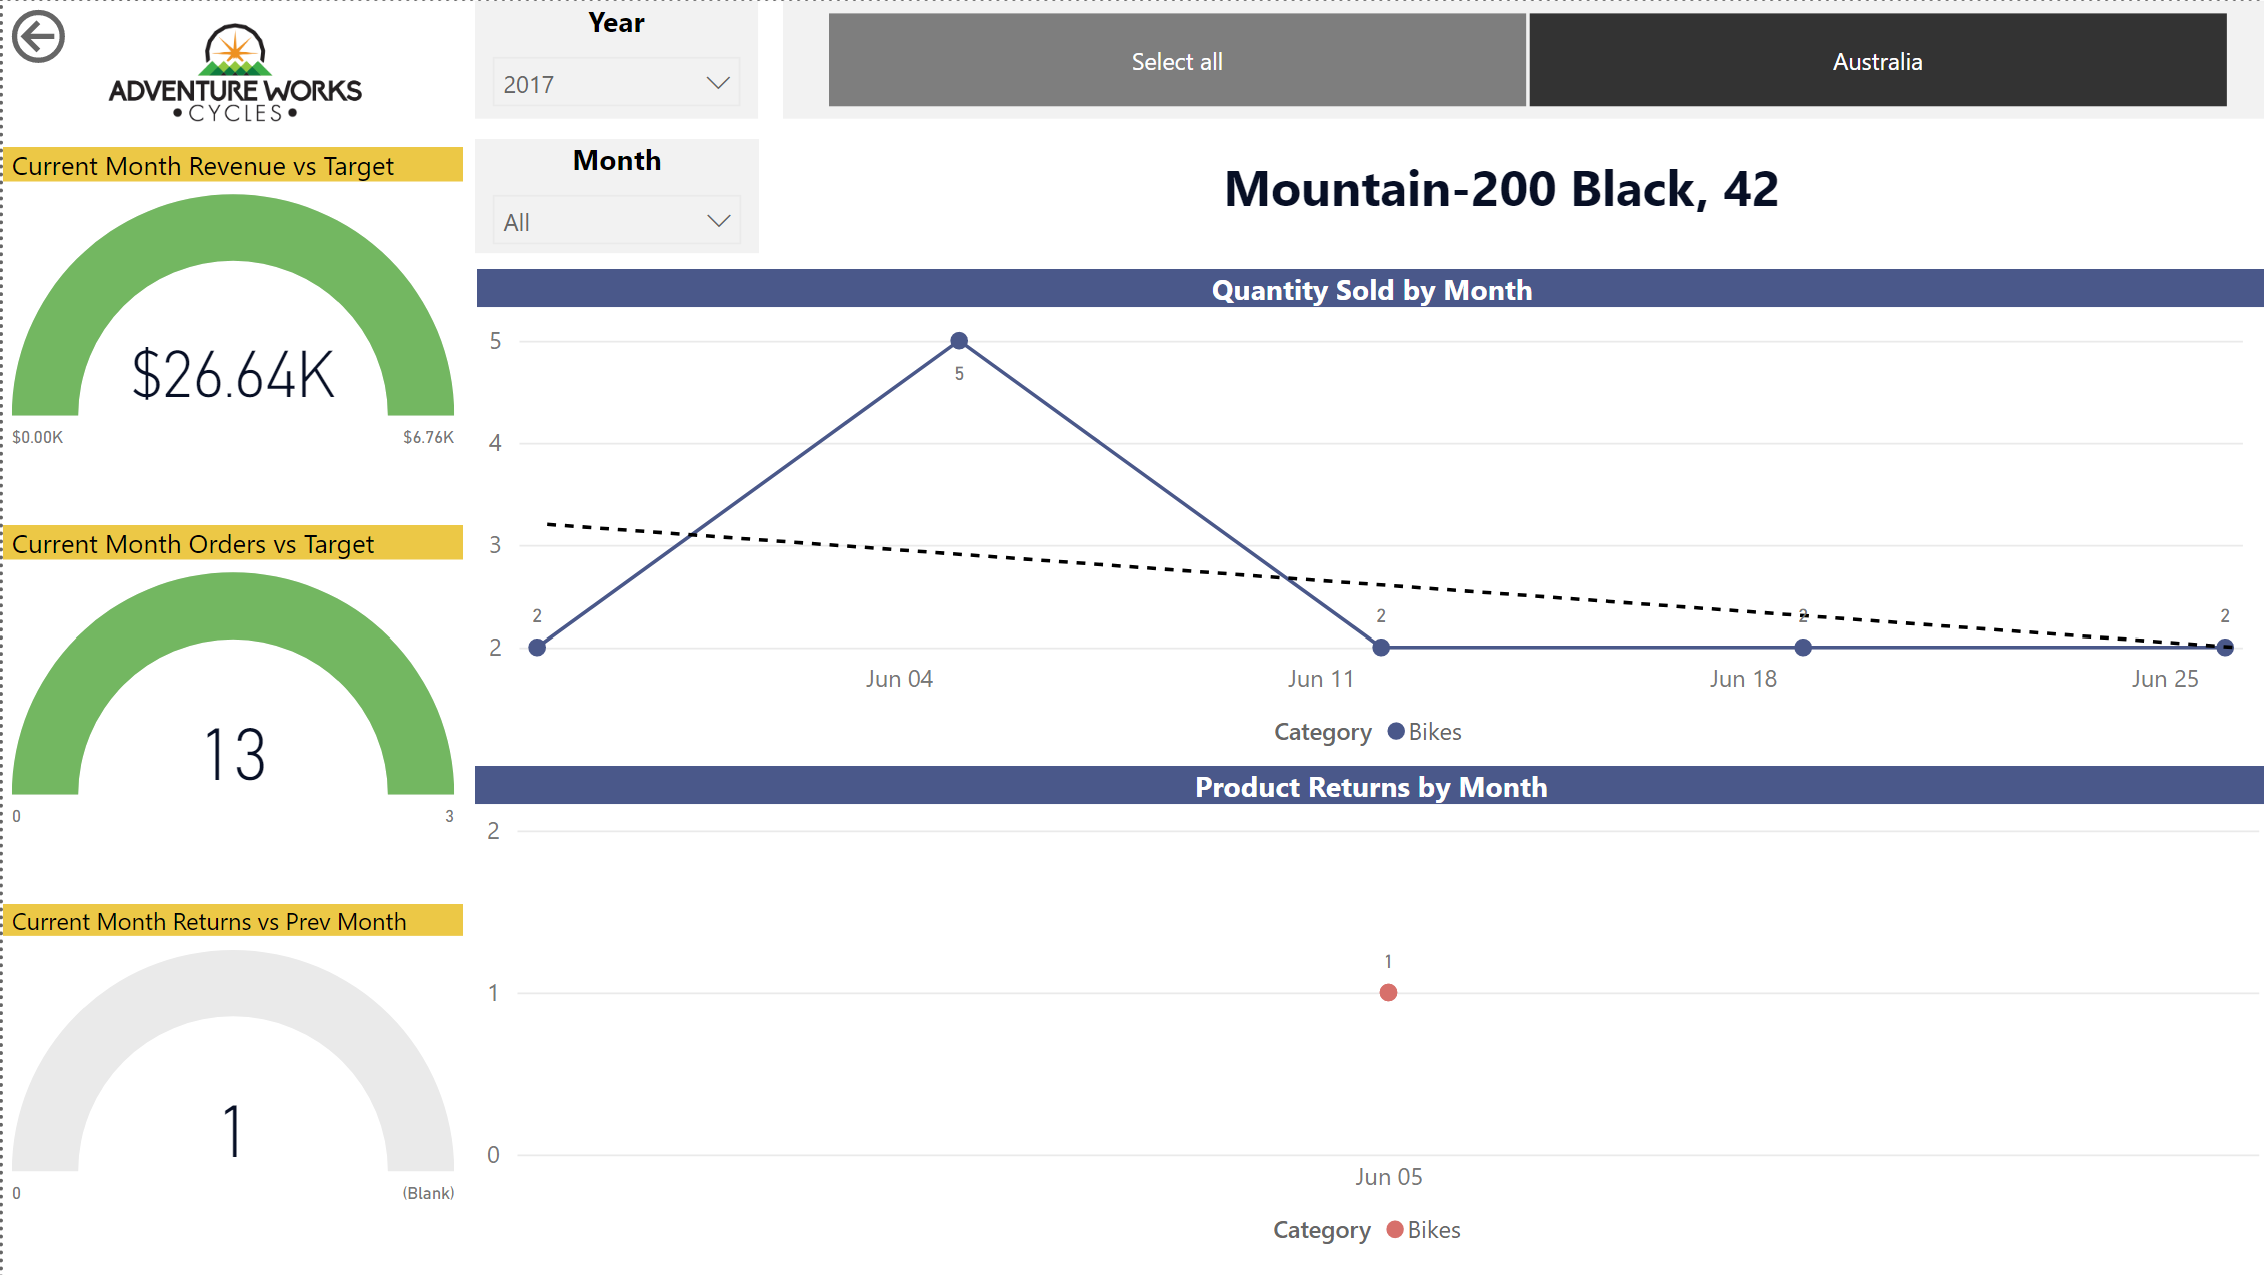 ADVENTURE WORKS
• CYCLES •
Year
2017
Select all
Australia
Month
All
Mountain-200 Black, 42
Current Month Revenue vs Target
$26.64K
$0.00K
$6.76K
Current Month Orders vs Target
13
0
3
Current Month Returns vs Prev Month
1
0
(Blank)
Quantity Sold by Month
5
4
3
2
2
5
2
2
2
Jun 04
Jun 11
Jun 18
Jun 25
Category Bikes
Product Returns by Month
2
1
0
1
Jun 05
Category Bikes